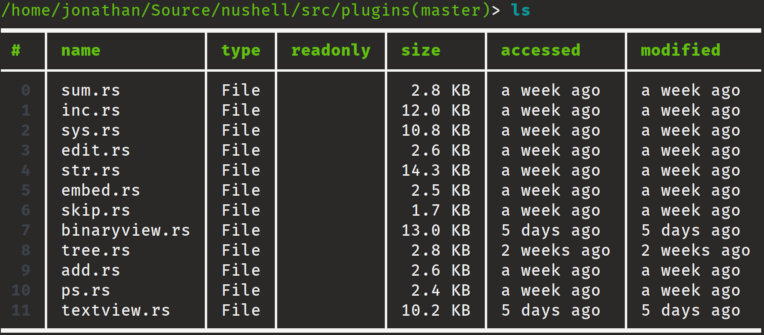 /home/jonathan/Source/nushell/src/plugins(master)> ls
# name type readonly size accessed modified
0 sum.rs File 2.8 KB a week ago a week ago
1 inc.rs File 12.0 KB a week ago a week ago
2 sys.rs File 10.8 KB a week ago a week ago
3 edit.rs File 2.6 KB a week ago a week ago
4 str.rs File 14.3 KB a week ago a week ago
5 embed.rs File 2.5 KB a week ago a week ago
6 skip.rs File 1.7 KB a week ago a week ago
7 binaryview.rs File 13.0 KB 5 days ago 5 days ago
8 tree.rs File 2.8 KB 2 weeks ago 2 weeks ago
9 add.rs File 2.6 KB a week ago a week ago
10 ps.rs File 2.4 KB a week ago a week ago
11 textview.rs File 10.2 KB 5 days ago 5 days ago